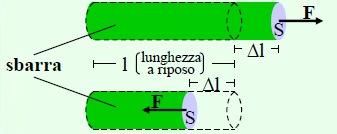 F
S
sbarra
l (lunghezza a riposo)
Δl
Δl
F
S